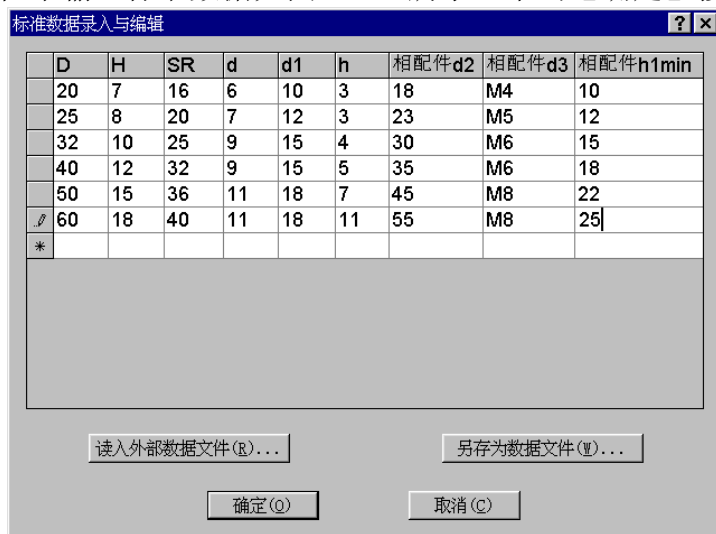 标准数据录入与编辑
D H SR d d1 h 相配件d2 相配件d3 相配件h1min
20 7 16 6 10 3 18 M4 10
25 8 20 7 12 3 23 M5 12
32 10 25 9 15 4 30 M6 15
40 12 32 9 15 5 35 M6 18
50 15 36 11 18 7 45 M8 22
60 18 40 11 18 11 55 M8 25
读入外部数据文件(R)... 另存为数据文件(W)...
确定(O) 取消(C)